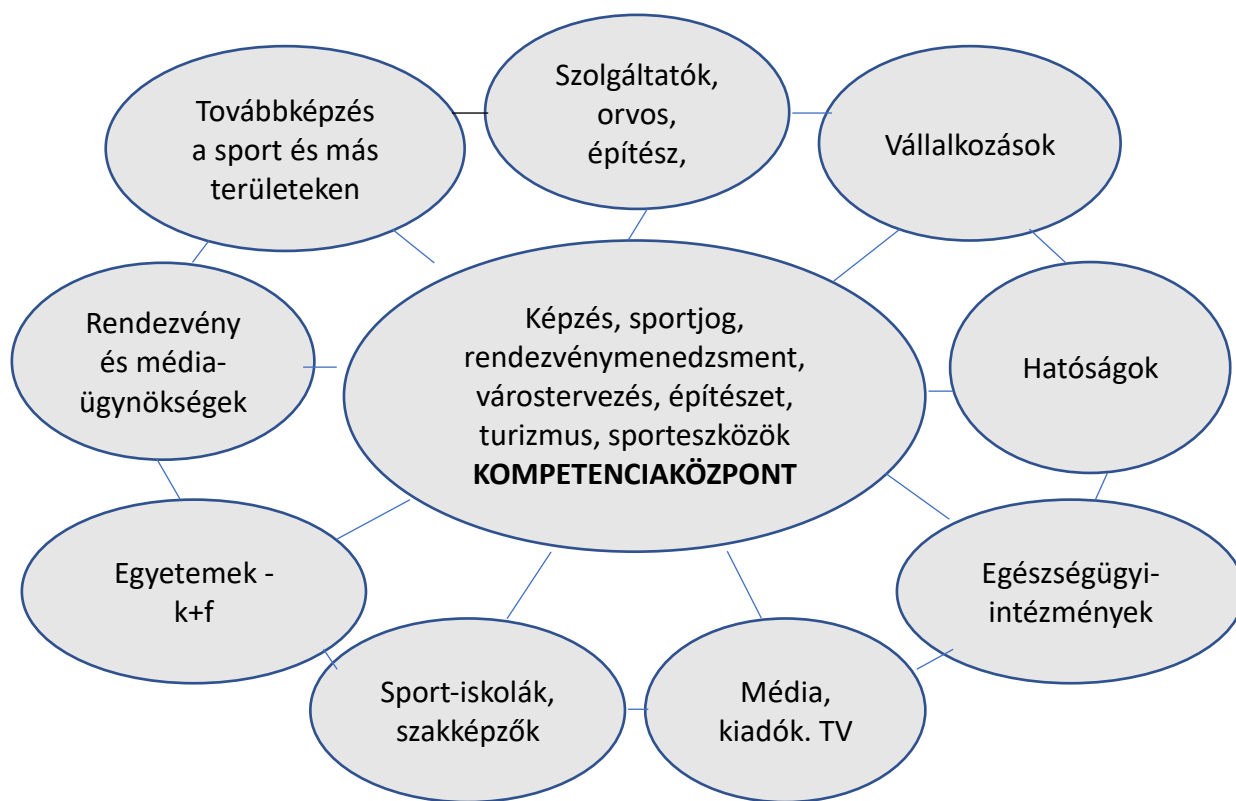 Szolgáltatók,
orvos,
építész,
Továbbképzés
a sport és más
területeken
Vállalkozások
Rendezvény
és média-
ügynökségek
Képzés, sportjog,
rendezvénymenedzsment,
várostervezés, építészet,
turizmus, sporteszközök
KOMPETENCIAKÖZPONT
Hatóságok
Egyetemek -
k+f
Egészségügyi-
intézmények
Sport-iskolák,
szakképzők
Média,
kiadók. TV